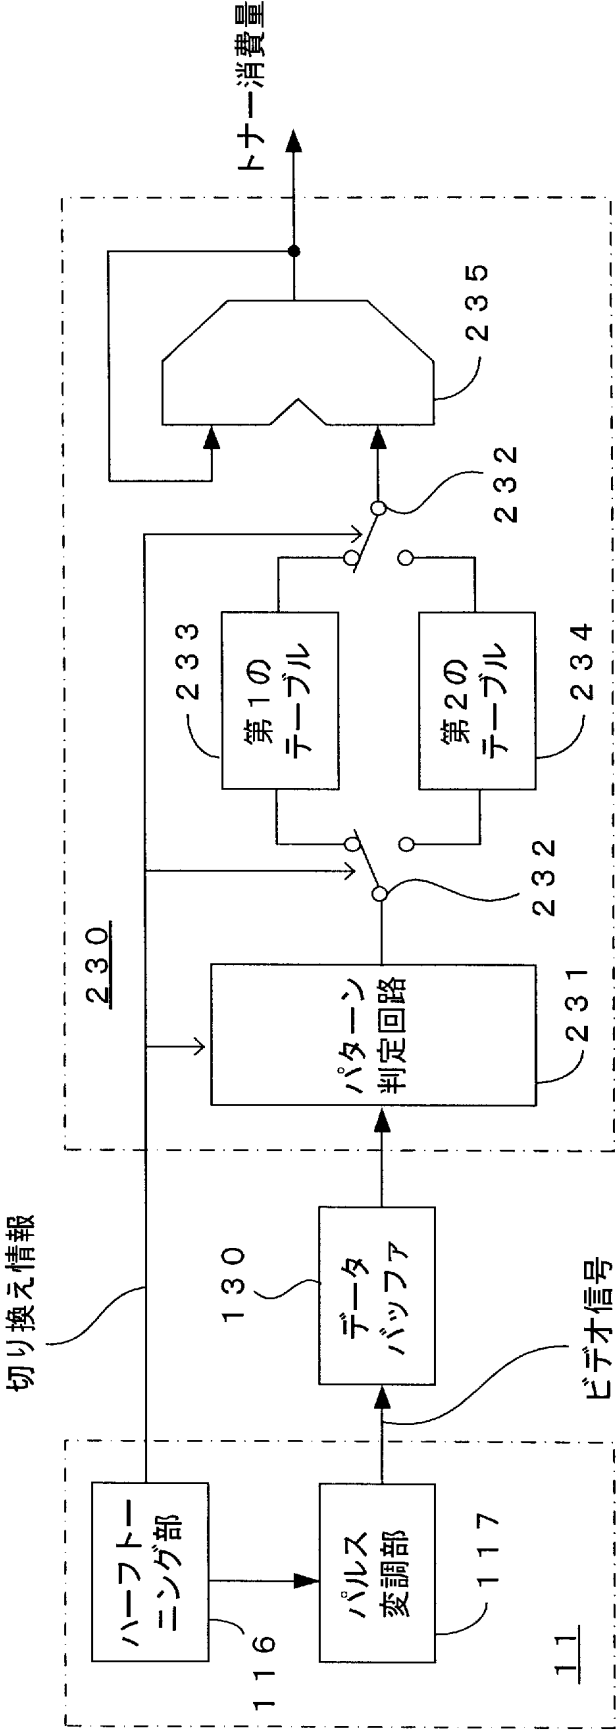 ハーフトー
ニング部
116
パルス
変調部
117
11
切り換え情報
ビデオ信号
データ
バッファ
130
230
パターン
判定回路
231
232
第1の
テーブル
233
第2の
テーブル
234
232
235
トナー消費量